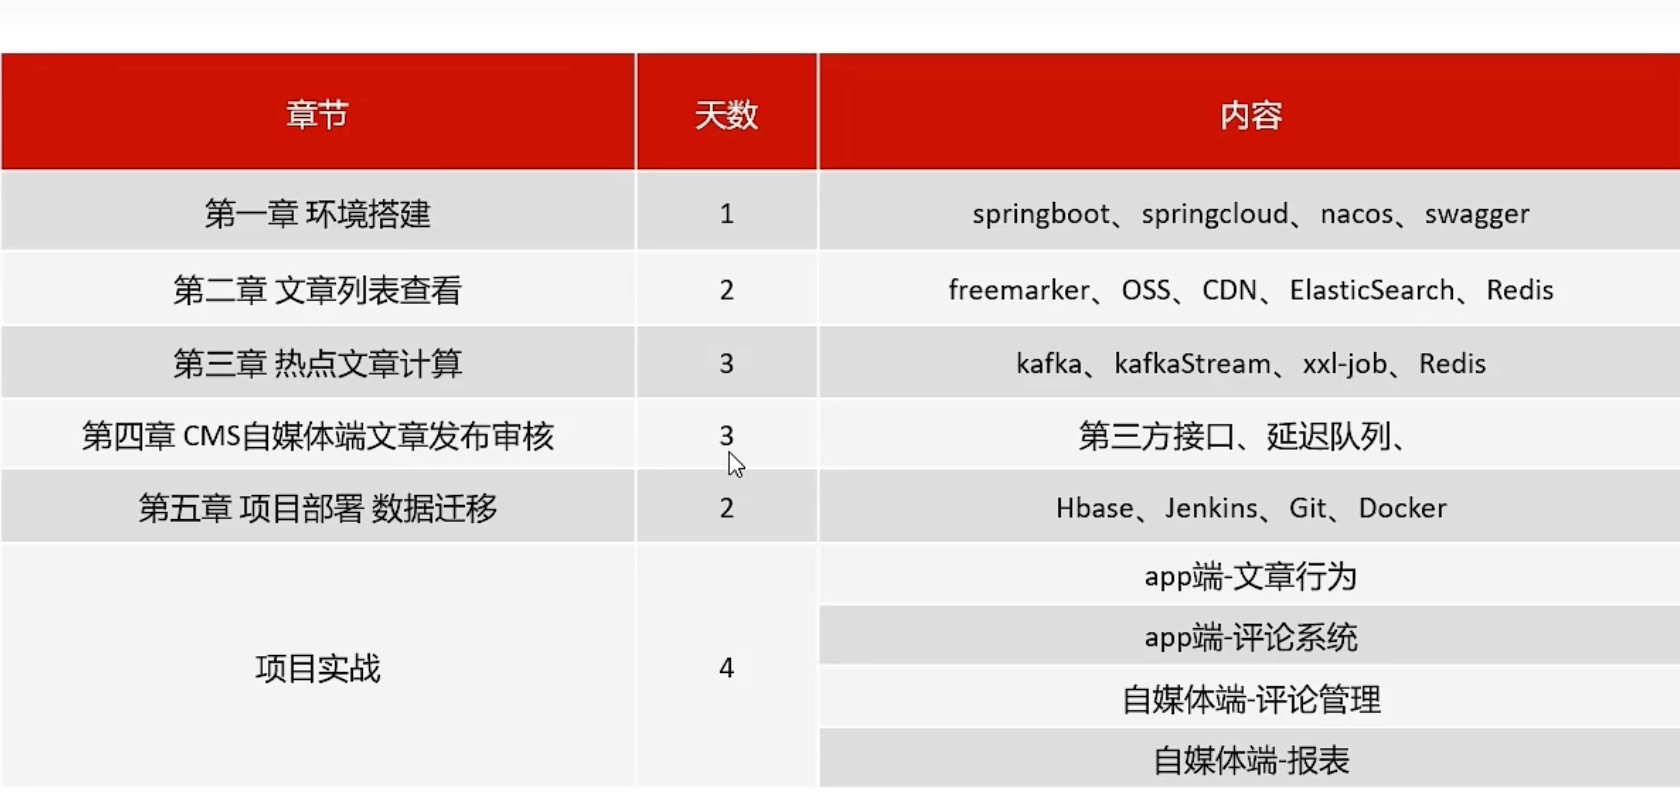 章节 天数 内容
第一章 环境搭建 1 springboot、springcloud、nacos、swagger
第二章 文章列表查看 2 freemarker、OSS、CDN、ElasticSearch、Redis
第三章 热点文章计算 3 kafka、kafkaStream、xxl-job、Redis
第四章 CMS自媒体端文章发布审核 3 第三方接口、延迟队列、
第五章 项目部署 数据迁移 2 Hbase、Jenkins、Git、Docker
项目实战 4 app端-文章行为
app端-评论系统
自媒体端-评论管理
自媒体端-报表